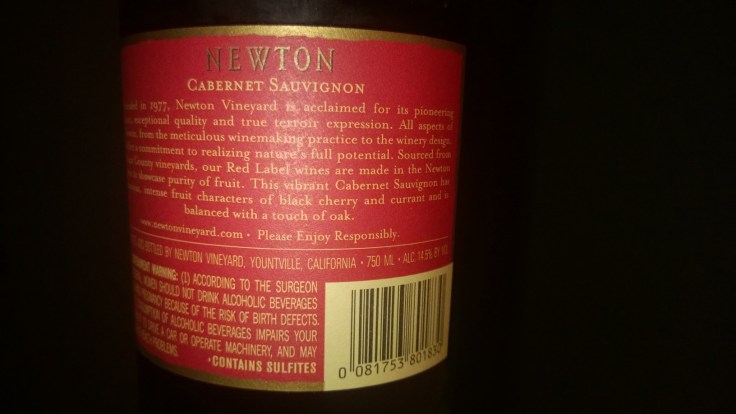 NEWTON
CABERNET SAUVIGNON
in 1977, Newton Vineyard is acclaimed for its pioneering
exceptional quality and true terroir expression. All aspects of
from the meticulous winemaking practice to the winery design,
commitment to realizing nature's full potential. Sourced from
County vineyards, our Red Label wines are made in the Newton
showcase purity of fruit. This vibrant Cabernet Sauvignon has
intense fruit characters of black cherry and currant and is
balanced with a touch of oak.
www.newtonvineyard.com • Please Enjoy Responsibly.
BOTTLED BY NEWTON VINEYARD, YOUNTVILLE, CALIFORNIA • 750 ML • ALC. 14.5% BY
WARNING: (1) ACCORDING TO THE SURGEON
WOMEN SHOULD NOT DRINK ALCOHOLIC BEVERAGES
PREGNANCY BECAUSE OF THE RISK OF BIRTH DEFECTS.
OF ALCOHOLIC BEVERAGES IMPAIRS YOUR
DRIVE A CAR OR OPERATE MACHINERY, AND MAY
PROBLEMS.
CONTAINS SULFITES
0 081753 80183